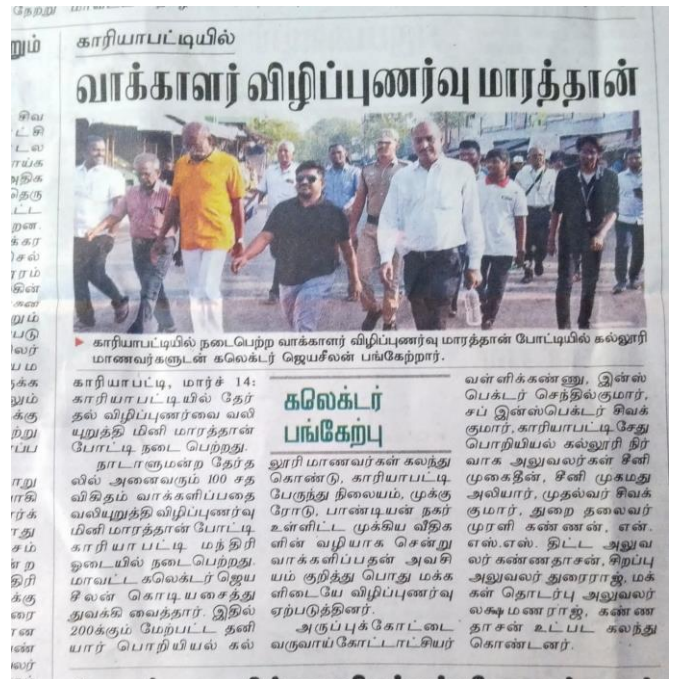 காரியாபட்டியில்
வாக்காளர் விழிப்புணர்வு மாரத்தான்
காரியாபட்டியில் நடைபெற்ற வாக்காளர் விழிப்புணர்வு மாரத்தான் போட்டியில் கல்லூரி
மாணவர்களுடன் கலெக்டர் ஜெயசீலன் பங்கேற்றார்.
காரியாபட்டி, மார்ச் 14:
காரியாபட்டியில் தேர்
தல் விழிப்புணர்வை வலி
யுறுத்தி மினி மாரத்தான்
போட்டி நடை பெற்றது.
நாடாளுமன்ற தேர்த
லில் அனைவரும் 100 சத
விகிதம் வாக்களிப்பதை
வலியுறுத்தி விழிப்புணர்வு
மினி மாரத்தான் போட்டி
காரியாபட்டி மந்திரி
ஓடையில் நடைபெற்றது.
மாவட்ட கலெக்டர் ஜெய
சீலன் கொடியசைத்து
துவக்கி வைத்தார். இதில்
200க்கும் மேற்பட்ட தனி
யார் பொறியியல் கல்
கலெக்டர்
பங்கேற்பு
லூரி மாணவர்கள் கலந்து
கொண்டு, காரியாபட்டி
பேருந்து நிலையம், முக்கு
ரோடு, பாண்டியன் நகர்
உள்ளிட்ட முக்கிய வீதிக
ளின் வழியாக சென்று
வாக்களிப்பதன் அவசி
யம் குறித்து பொது மக்க
ளிடையே விழிப்புணர்வு
ஏற்படுத்தினர்.
அருப்புக்கோட்டை
வருவாய்கோட்டாட்சியர்
வள்ளிக்கண்ணு, இன்ஸ்
பெக்டர் செந்தில்குமார்,
சப் இன்ஸ்பெக்டர் சிவக்
குமார், காரியாபட்டி சேது
பொறியியல் கல்லூரி நிர்
வாக அலுவலர்கள் சீனி
முகைதீன், சீனி முகமது
அலியார், முதல்வர் சிவக்
குமார், துறை தலைவர்
முரளி கண்ணன், என்.
எஸ்.எஸ். திட்ட அலுவ
லர் கண்ணதாசன், சிறப்பு
அலுவலர் துரைராஜ், மக்
கள் தொடர்பு அலுவலர்
லக்ஷமணராஜ், கண்ண
தாசன் உட்பட கலந்து
கொண்டனர்.